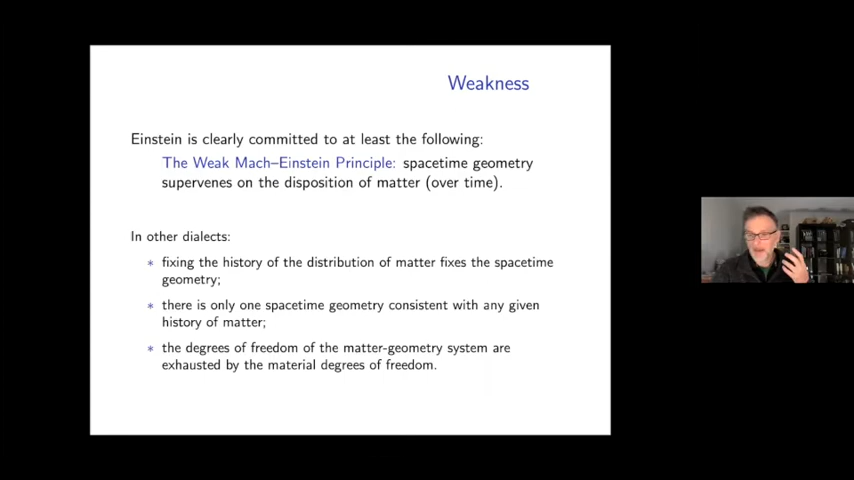 Weakness
Einstein is clearly committed to at least the following:
The Weak Mach–Einstein Principle: spacetime geometry
supervenes on the disposition of matter (over time).
In other dialects:
* fixing the history of the distribution of matter fixes the spacetime
geometry;
* there is only one spacetime geometry consistent with any given
history of matter;
* the degrees of freedom of the matter-geometry system are
exhausted by the material degrees of freedom.